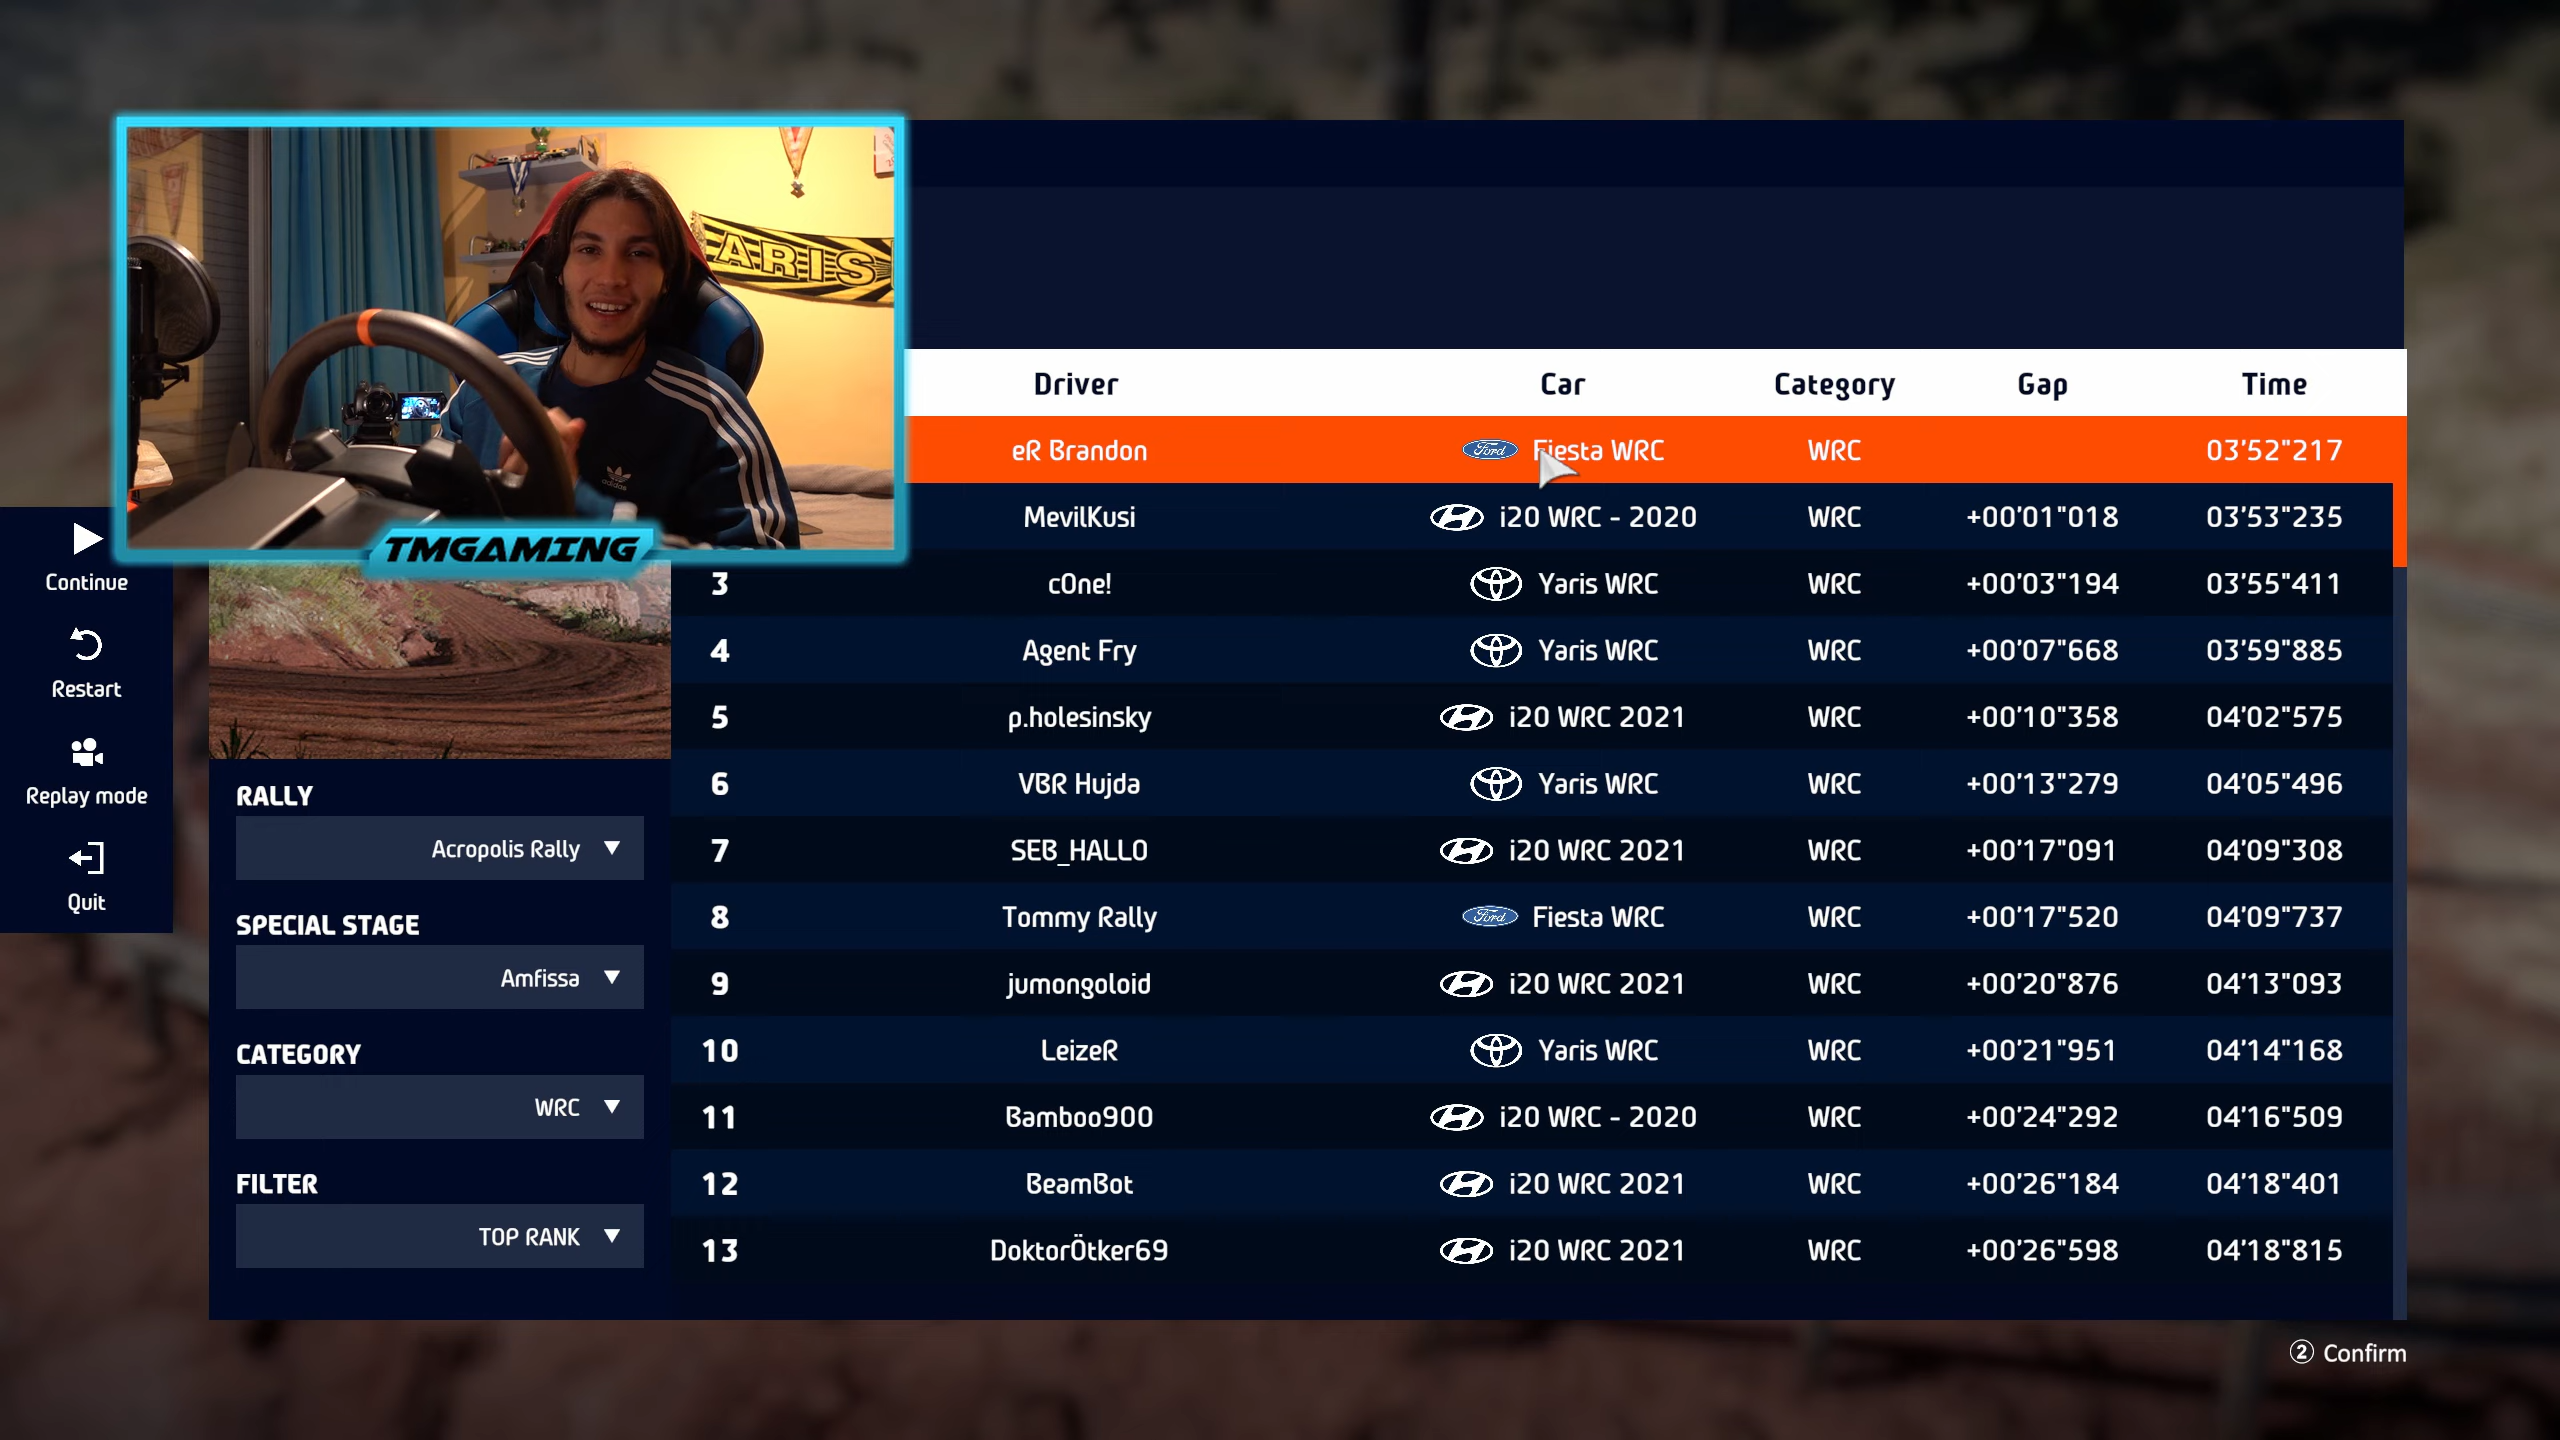 ARIS
adidas
TMGAMING
Continue
Restart
Replay mode
Quit
RALLY
Acropolis Rally
SPECIAL STAGE
Amfissa
CATEGORY
WRC
FILTER
TOP RANK
Driver Car Category Gap Time
eR Brandon Ford Fiesta WRC WRC 03'52"217
MevilKusi i20 WRC - 2020 WRC +00'01"018 03'53"235
3 cOne! Yaris WRC WRC +00'03"194 03'55"411
4 Agent Fry Yaris WRC WRC +00'07"668 03'59"885
5 p.holesinsky i20 WRC 2021 WRC +00'10"358 04'02"575
6 VBR Hujda Yaris WRC WRC +00'13"279 04'05"496
7 SEB_HALLO i20 WRC 2021 WRC +00'17"091 04'09"308
8 Tommy Rally Ford Fiesta WRC WRC +00'17"520 04'09"737
9 jumongoloid i20 WRC 2021 WRC +00'20"876 04'13"093
10 LeizeR Yaris WRC WRC +00'21"951 04'14"168
11 Bamboo900 i20 WRC - 2020 WRC +00'24"292 04'16"509
12 BeamBot i20 WRC 2021 WRC +00'26"184 04'18"401
13 DoktorÖtker69 i20 WRC 2021 WRC +00'26"598 04'18"815
2 Confirm